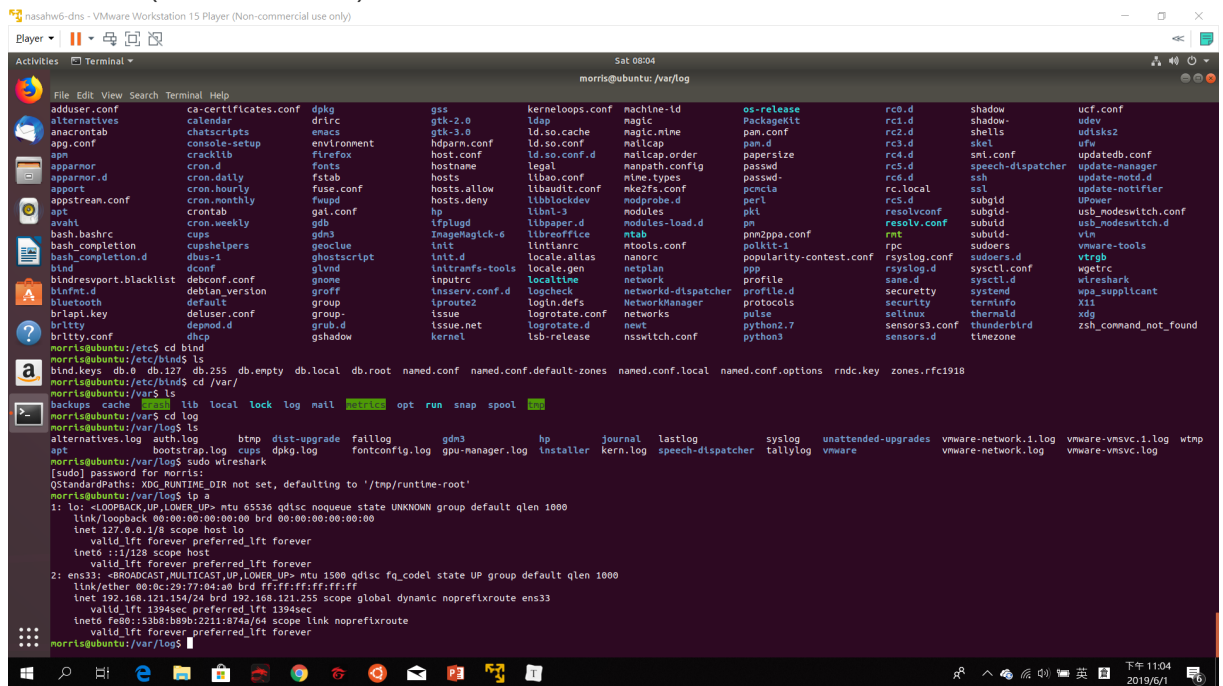 nasahw6-dns - VMware Workstation 15 Player (Non-commercial use only)
Player
Activities Terminal Sat 08:04
morris@ubuntu: /var/log
File Edit View Search Terminal Help
adduser.conf ca-certificates.conf dpkg gss kerneloops.conf machine-id os-release rc0.d shadow ucf.conf
alternatives calendar drirc gtk-2.0 ldap magic PackageKit rc1.d shadow- udev
anacrontab chatscripts emacs gtk-3.0 ld.so.cache magic.mime pam.conf rc2.d shells udisks2
apg.conf console-setup environment hdparm.conf ld.so.conf mailcap pam.d rc3.d skel ufw
apm cracklib firefox host.conf ld.so.conf.d mailcap.order papersize rc4.d smi.conf updatedb.conf
apparmor cron.d fonts hostname legal manpath.config passwd rc5.d speech-dispatcher update-manager
apparmor.d cron.daily fstab hosts libao.conf mime.types passwd- rc6.d ssh update-motd.d
apport cron.hourly fuse.conf hosts.allow libaudit.conf mke2fs.conf pcmcia rc.local ssl update-notifier
appstream.conf cron.monthly fwupd hosts.deny libblockdev modprobe.d perl rcS.d subgid UPower
apt crontab gai.conf hp libnl-3 modules pki resolvconf subgid- usb_modeswitch.conf
avahi cron.weekly gdb ifplugd libpaper.d modules-load.d pm resolv.conf subuid usb_modeswitch.d
bash.bashrc cups gdm3 ImageMagick-6 libreoffice mtab pnm2ppa.conf rmt subuid- vim
bash_completion cupshelpers geoclue init lintianrc mtools.conf polkit-1 rpc sudoers vmware-tools
bash_completion.d dbus-1 ghostscript init.d locale.alias nanorc popularity-contest.conf rsyslog.conf sudoers.d vtrgb
bind dconf glvnd initramfs-tools locale.gen netplan ppp rsyslog.d sysctl.conf wgetrc
bindresvport.blacklist debconf.conf gnome inputrc localtime network profile sane.d sysctl.d wireshark
binfmt.d debian_version groff insserv.conf.d logcheck networkd-dispatcher profile.d securetty systemd wpa_supplicant
bluetooth default group iproute2 login.defs NetworkManager protocols security terminfo X11
brlapi.key deluser.conf group- issue logrotate.conf networks pulse selinux thermald xdg
brltty depmod.d grub.d issue.net logrotate.d newt python2.7 sensors3.conf thunderbird zsh_command_not_found
brltty.conf dhcp gshadow kernel lsb-release nsswitch.conf python3 sensors.d timezone
morris@ubuntu:/etc$ cd bind
morris@ubuntu:/etc/bind$ ls
bind.keys db.0 db.127 db.255 db.empty db.local db.root named.conf named.conf.default-zones named.conf.local named.conf.options rndc.key zones.rfc1918
morris@ubuntu:/etc/bind$ cd /var/
morris@ubuntu:/var$ ls
backups cache crash lib local lock log mail metrics opt run snap spool tmp
morris@ubuntu:/var$ cd log
morris@ubuntu:/var/log$ ls
alternatives.log auth.log btmp dist-upgrade faillog gdm3 hp journal lastlog syslog unattended-upgrades vmware-network.1.log vmware-vmsvc.1.log wtmp
apt bootstrap.log cups dpkg.log fontconfig.log gpu-manager.log installer kern.log speech-dispatcher tallylog vmware vmware-network.log vmware-vmsvc.log
morris@ubuntu:/var/log$ sudo wireshark
[sudo] password for morris:
QStandardPaths: XDG_RUNTIME_DIR not set, defaulting to '/tmp/runtime-root'
morris@ubuntu:/var/log$ ip a
1: lo: <LOOPBACK,UP,LOWER_UP> mtu 65536 qdisc noqueue state UNKNOWN group default qlen 1000
link/loopback 00:00:00:00:00:00 brd 00:00:00:00:00:00
inet 127.0.0.1/8 scope host lo
valid_lft forever preferred_lft forever
inet6 ::1/128 scope host
valid_lft forever preferred_lft forever
2: ens33: <BROADCAST,MULTICAST,UP,LOWER_UP> mtu 1500 qdisc fq_codel state UP group default qlen 1000
link/ether 00:0c:29:77:04:a0 brd ff:ff:ff:ff:ff:ff
inet 192.168.121.154/24 brd 192.168.121.255 scope global dynamic noprefixroute ens33
valid_lft 1394sec preferred_lft 1394sec
inet6 fe80::53b8:b89b:2211:874a/64 scope link noprefixroute
valid_lft forever preferred_lft forever
morris@ubuntu:/var/log$
英
下午 11:04
2019/6/1
6